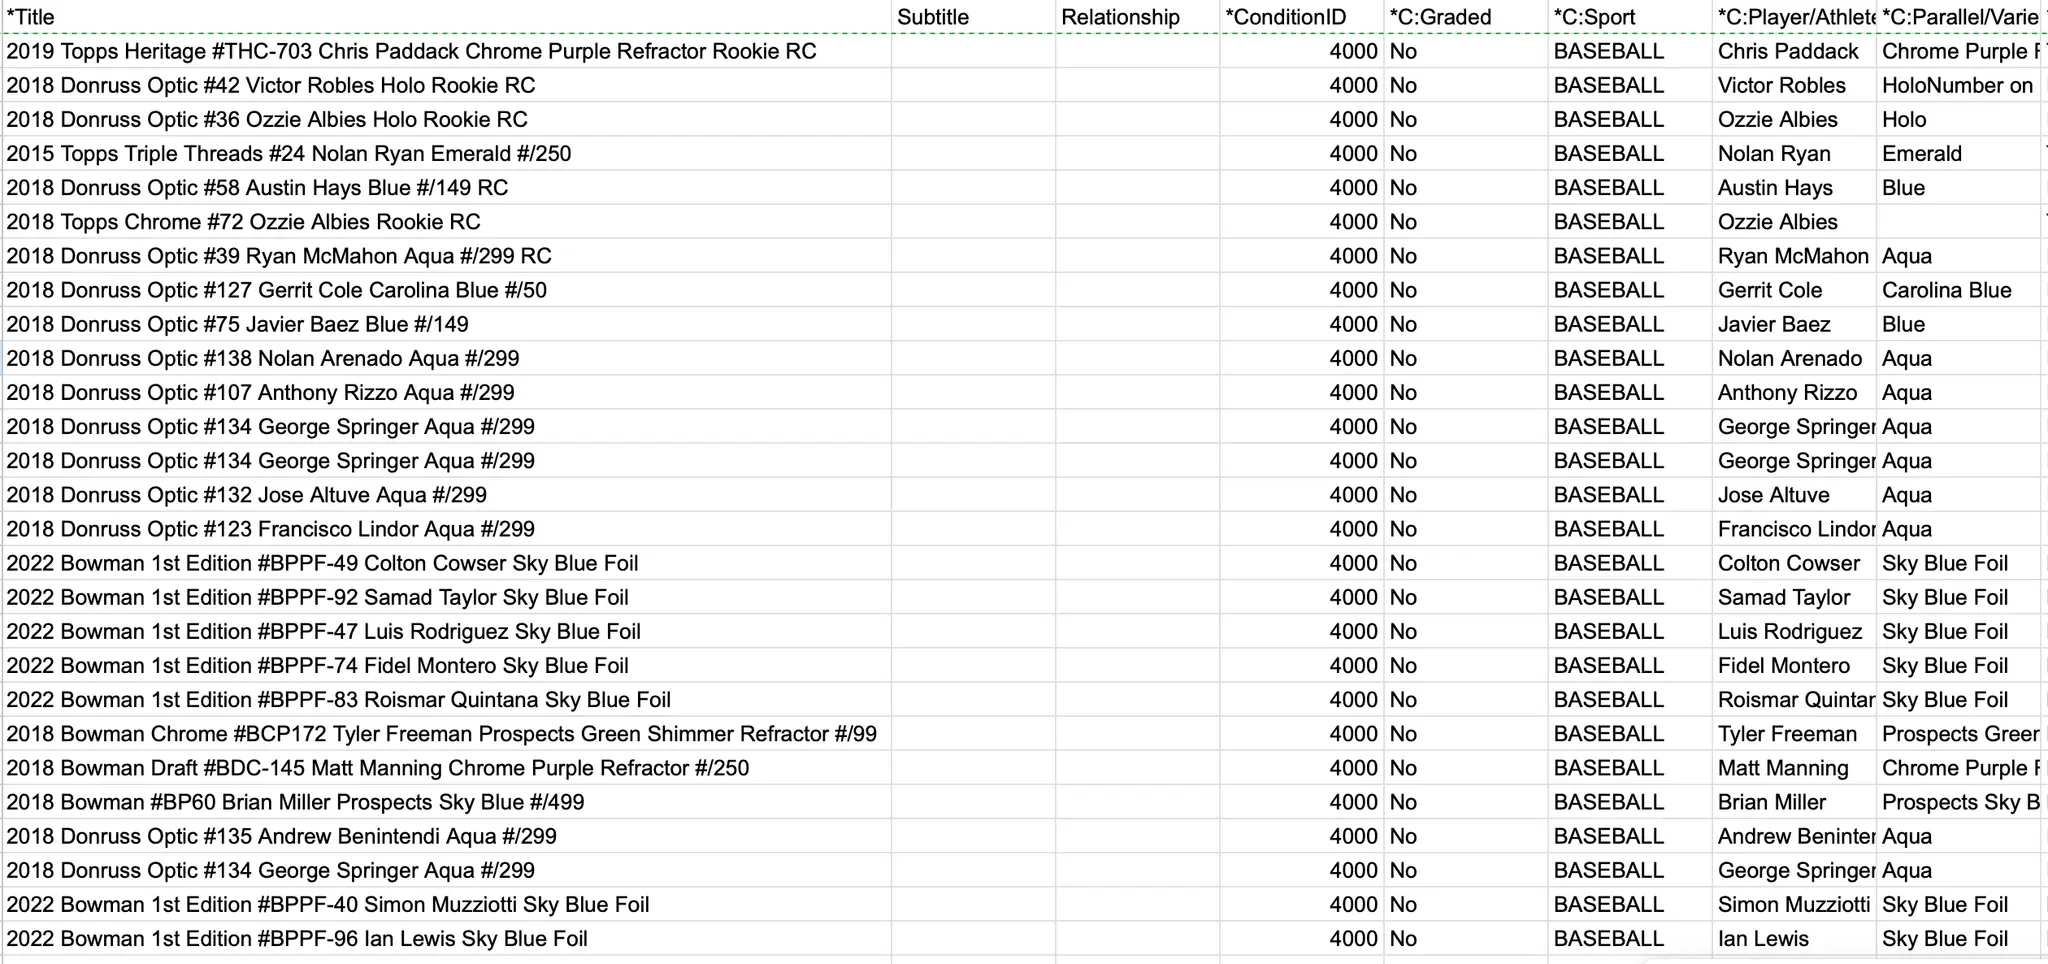 *Title Subtitle Relationship *ConditionID *C:Graded *C:Sport *C:Player/Athlete *C:Parallel/Varie
2019 Topps Heritage #THC-703 Chris Paddack Chrome Purple Refractor Rookie RC 4000 No BASEBALL Chris Paddack Chrome Purple
2018 Donruss Optic #42 Victor Robles Holo Rookie RC 4000 No BASEBALL Victor Robles HoloNumber on
2018 Donruss Optic #36 Ozzie Albies Holo Rookie RC 4000 No BASEBALL Ozzie Albies Holo
2015 Topps Triple Threads #24 Nolan Ryan Emerald #/250 4000 No BASEBALL Nolan Ryan Emerald
2018 Donruss Optic #58 Austin Hays Blue #/149 RC 4000 No BASEBALL Austin Hays Blue
2018 Topps Chrome #72 Ozzie Albies Rookie RC 4000 No BASEBALL Ozzie Albies
2018 Donruss Optic #39 Ryan McMahon Aqua #/299 RC 4000 No BASEBALL Ryan McMahon Aqua
2018 Donruss Optic #127 Gerrit Cole Carolina Blue #/50 4000 No BASEBALL Gerrit Cole Carolina Blue
2018 Donruss Optic #75 Javier Baez Blue #/149 4000 No BASEBALL Javier Baez Blue
2018 Donruss Optic #138 Nolan Arenado Aqua #/299 4000 No BASEBALL Nolan Arenado Aqua
2018 Donruss Optic #107 Anthony Rizzo Aqua #/299 4000 No BASEBALL Anthony Rizzo Aqua
2018 Donruss Optic #134 George Springer Aqua #/299 4000 No BASEBALL George Springer Aqua
2018 Donruss Optic #134 George Springer Aqua #/299 4000 No BASEBALL George Springer Aqua
2018 Donruss Optic #132 Jose Altuve Aqua #/299 4000 No BASEBALL Jose Altuve Aqua
2018 Donruss Optic #123 Francisco Lindor Aqua #/299 4000 No BASEBALL Francisco Lindor Aqua
2022 Bowman 1st Edition #BPPF-49 Colton Cowser Sky Blue Foil 4000 No BASEBALL Colton Cowser Sky Blue Foil
2022 Bowman 1st Edition #BPPF-92 Samad Taylor Sky Blue Foil 4000 No BASEBALL Samad Taylor Sky Blue Foil
2022 Bowman 1st Edition #BPPF-47 Luis Rodriguez Sky Blue Foil 4000 No BASEBALL Luis Rodriguez Sky Blue Foil
2022 Bowman 1st Edition #BPPF-74 Fidel Montero Sky Blue Foil 4000 No BASEBALL Fidel Montero Sky Blue Foil
2022 Bowman 1st Edition #BPPF-83 Roismar Quintana Sky Blue Foil 4000 No BASEBALL Roismar Quintar Sky Blue Foil
2018 Bowman Chrome #BCP172 Tyler Freeman Prospects Green Shimmer Refractor #/99 4000 No BASEBALL Tyler Freeman Prospects Green
2018 Bowman Draft #BDC-145 Matt Manning Chrome Purple Refractor #/250 4000 No BASEBALL Matt Manning Chrome Purple
2018 Bowman #BP60 Brian Miller Prospects Sky Blue #/499 4000 No BASEBALL Brian Miller Prospects Sky B
2018 Donruss Optic #135 Andrew Benintendi Aqua #/299 4000 No BASEBALL Andrew Beninter Aqua
2018 Donruss Optic #134 George Springer Aqua #/299 4000 No BASEBALL George Springer Aqua
2022 Bowman 1st Edition #BPPF-40 Simon Muzziotti Sky Blue Foil 4000 No BASEBALL Simon Muzziotti Sky Blue Foil
2022 Bowman 1st Edition #BPPF-96 Ian Lewis Sky Blue Foil 4000 No BASEBALL Ian Lewis Sky Blue Foil